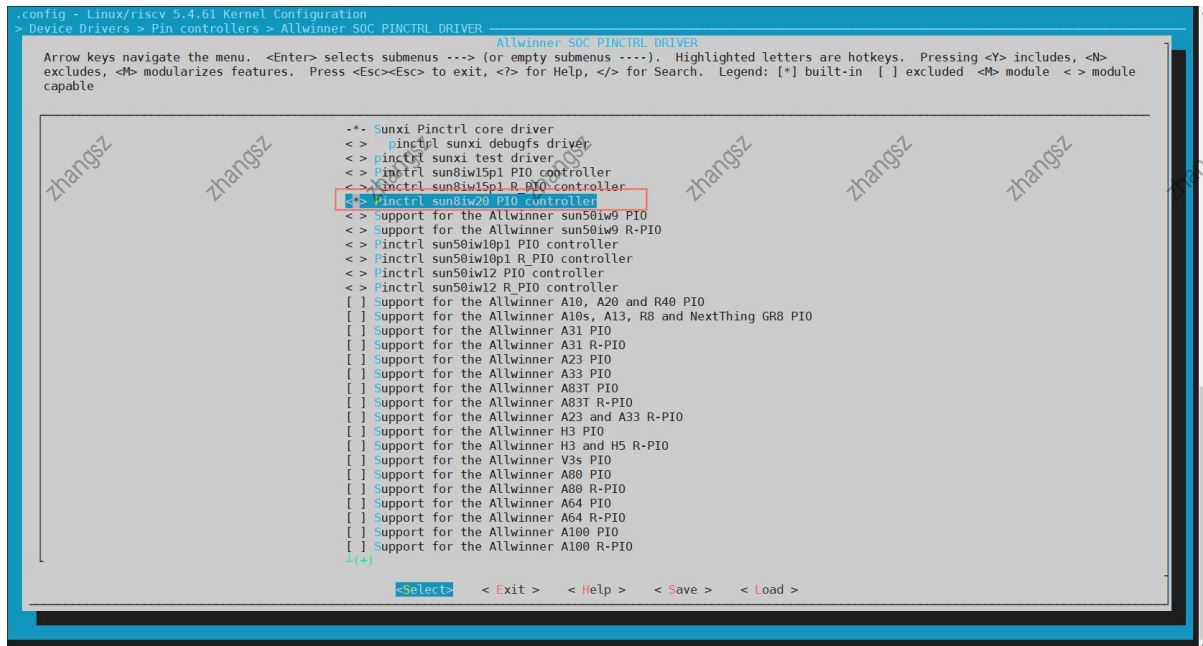 .config - Linux/riscv 5.4.61 Kernel Configuration
> Device Drivers > Pin controllers > Allwinner SOC PINCTRL DRIVER
Allwinner SOC PINCTRL DRIVER
Arrow keys navigate the menu.  <Enter> selects submenus ---> (or empty submenus ----).  Highlighted letters are hotkeys.  Pressing <Y> includes, <N>
excludes, <M> modularizes features.  Press <Esc><Esc> to exit, <?> for Help, </> for Search.  Legend: [*] built-in  [ ] excluded  <M> module  < > module
capable
-*- Sunxi Pinctrl core driver
< >   pinctrl sunxi debugfs driver
< > pinctrl sunxi test driver
< > Pinctrl sun8iw15p1 PIO controller
< > Pinctrl sun8iw15p1 R_PIO controller
<*> Pinctrl sun8iw20 PIO controller
< > Support for the Allwinner sun50iw9 PIO
< > Support for the Allwinner sun50iw9 R-PIO
< > Pinctrl sun50iw10p1 PIO controller
< > Pinctrl sun50iw10p1 R_PIO controller
< > Pinctrl sun50iw12 PIO controller
< > Pinctrl sun50iw12 R_PIO controller
[ ] Support for the Allwinner A10, A20 and R40 PIO
[ ] Support for the Allwinner A10s, A13, R8 and NextThing GR8 PIO
[ ] Support for the Allwinner A31 PIO
[ ] Support for the Allwinner A31 R-PIO
[ ] Support for the Allwinner A23 PIO
[ ] Support for the Allwinner A33 PIO
[ ] Support for the Allwinner A83T PIO
[ ] Support for the Allwinner A83T R-PIO
[ ] Support for the Allwinner A23 and A33 R-PIO
[ ] Support for the Allwinner H3 PIO
[ ] Support for the Allwinner H3 and H5 R-PIO
[ ] Support for the Allwinner V3s PIO
[ ] Support for the Allwinner A80 PIO
[ ] Support for the Allwinner A80 R-PIO
[ ] Support for the Allwinner A64 PIO
[ ] Support for the Allwinner A64 R-PIO
[ ] Support for the Allwinner A100 PIO
[ ] Support for the Allwinner A100 R-PIO
┴(+)
<Select>    < Exit >    < Help >    < Save >    < Load >
zhangsz zhangsz zhangsz zhangsz zhangsz zhangsz zhangsz